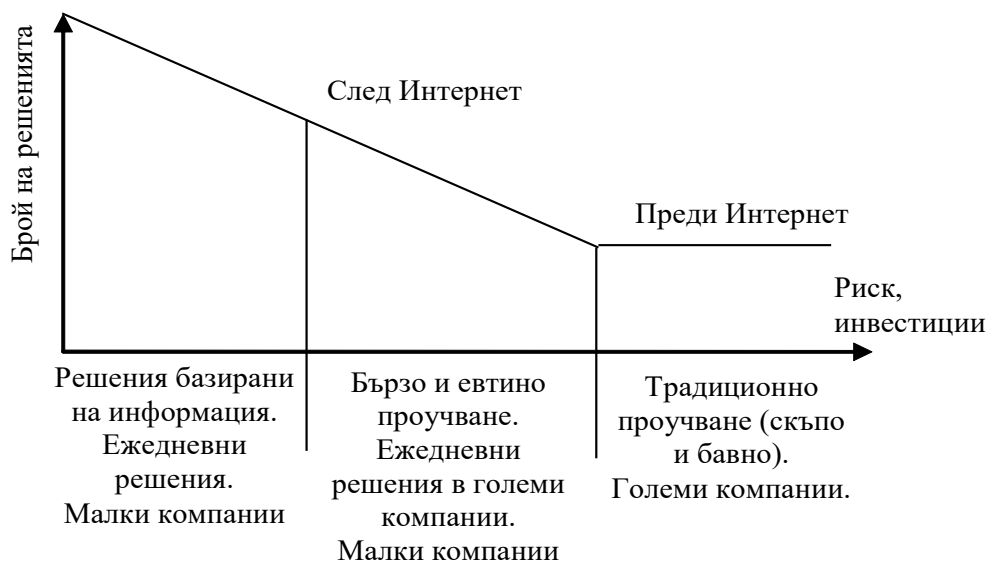 Брой на решенията
След Интернет
Преди Интернет
Риск,
инвестиции
Решения базирани
на информация.
Ежедневни
решения.
Малки компании
Бързо и евтино
проучване.
Ежедневни
решения в големи
компании.
Малки компании
Традиционно
проучване (скъпо
и бавно).
Големи компании.